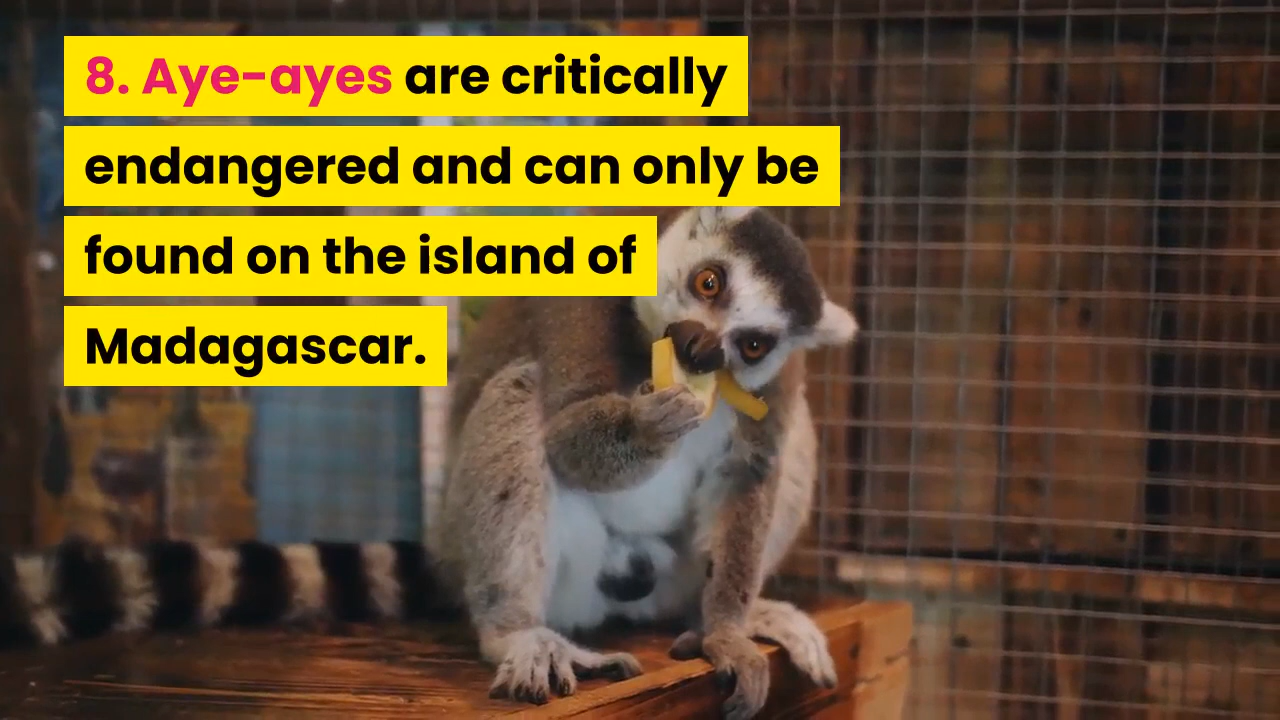 8. Aye-ayes are critically
endangered and can only be
found on the island of
Madagascar.